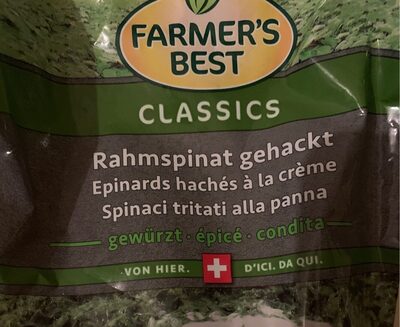 FARMER'S
BEST
CLASSICS
Rahmspinat gehackt
Epinards hachés à la crème
Spinaci tritati alla panna
gewürzt · épicé · condita
VON HIER. D'ICI. DA QUI.